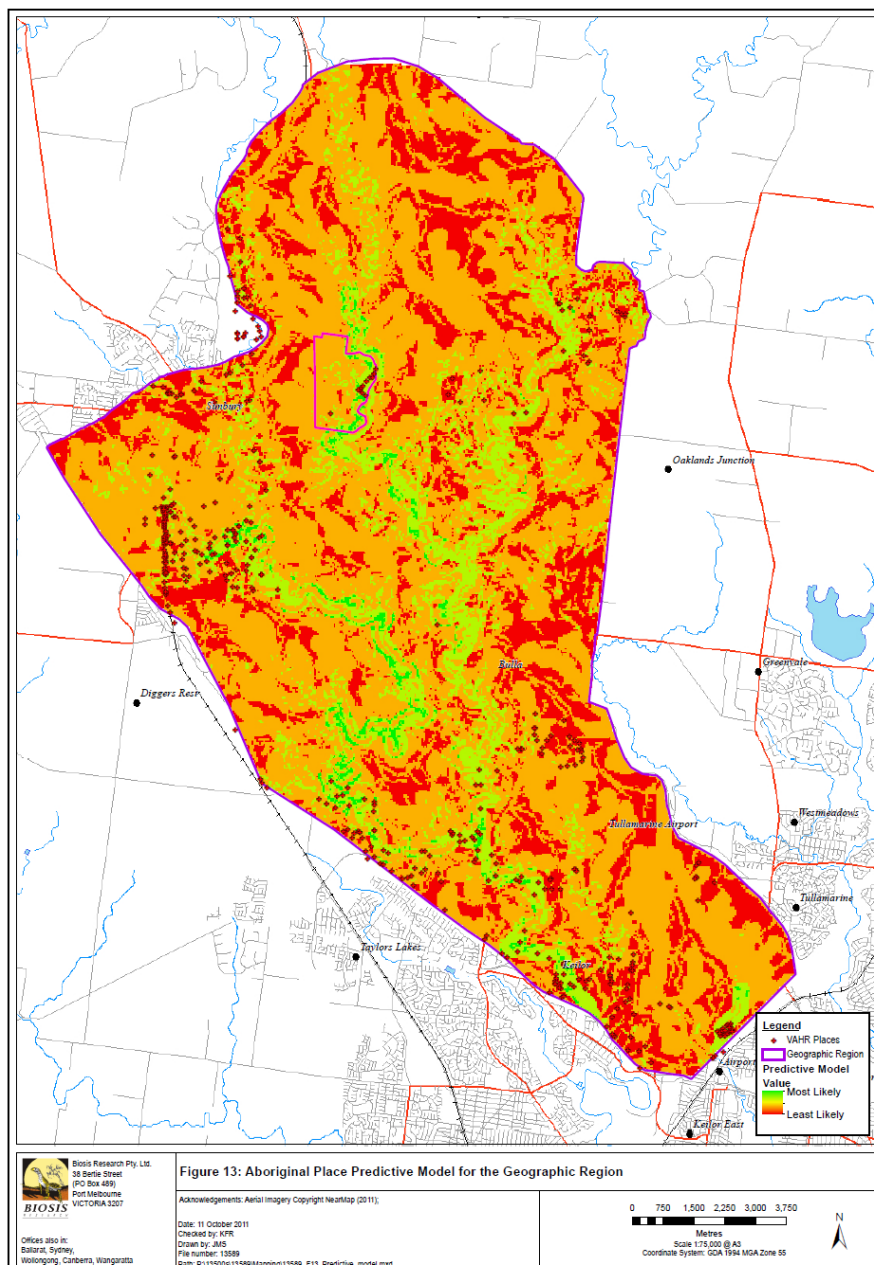 Sunbury
Oaklands Junction
Greenvale
Bulla
Diggers Rest
Westmeadows
Tullamarine Airport
Tullamarine
Taylors Lakes
Keilor
Airport
Keilor East
Legend
VAHR Places
Geographic Region
Predictive Model
Value
Most Likely
Least Likely
BIOSIS
RESEARCH
Biosis Research Pty. Ltd.
38 Bertie Street
(PO Box 489)
Port Melbourne
VICTORIA 3207
Offices also in:
Ballarat, Sydney,
Wollongong, Canberra, Wangaratta
Figure 13: Aboriginal Place Predictive Model for the Geographic Region
Acknowledgements: Aerial Imagery Copyright NearMap (2011);
Date: 11 October 2011
Checked by: KFR
Drawn by: JMS
File number: 13589
0 750 1,500 2,250 3,000 3,750
Metres
Scale 1:75,000 @ A3
Coordinate System: GDA 1994 MGA Zone 55
N